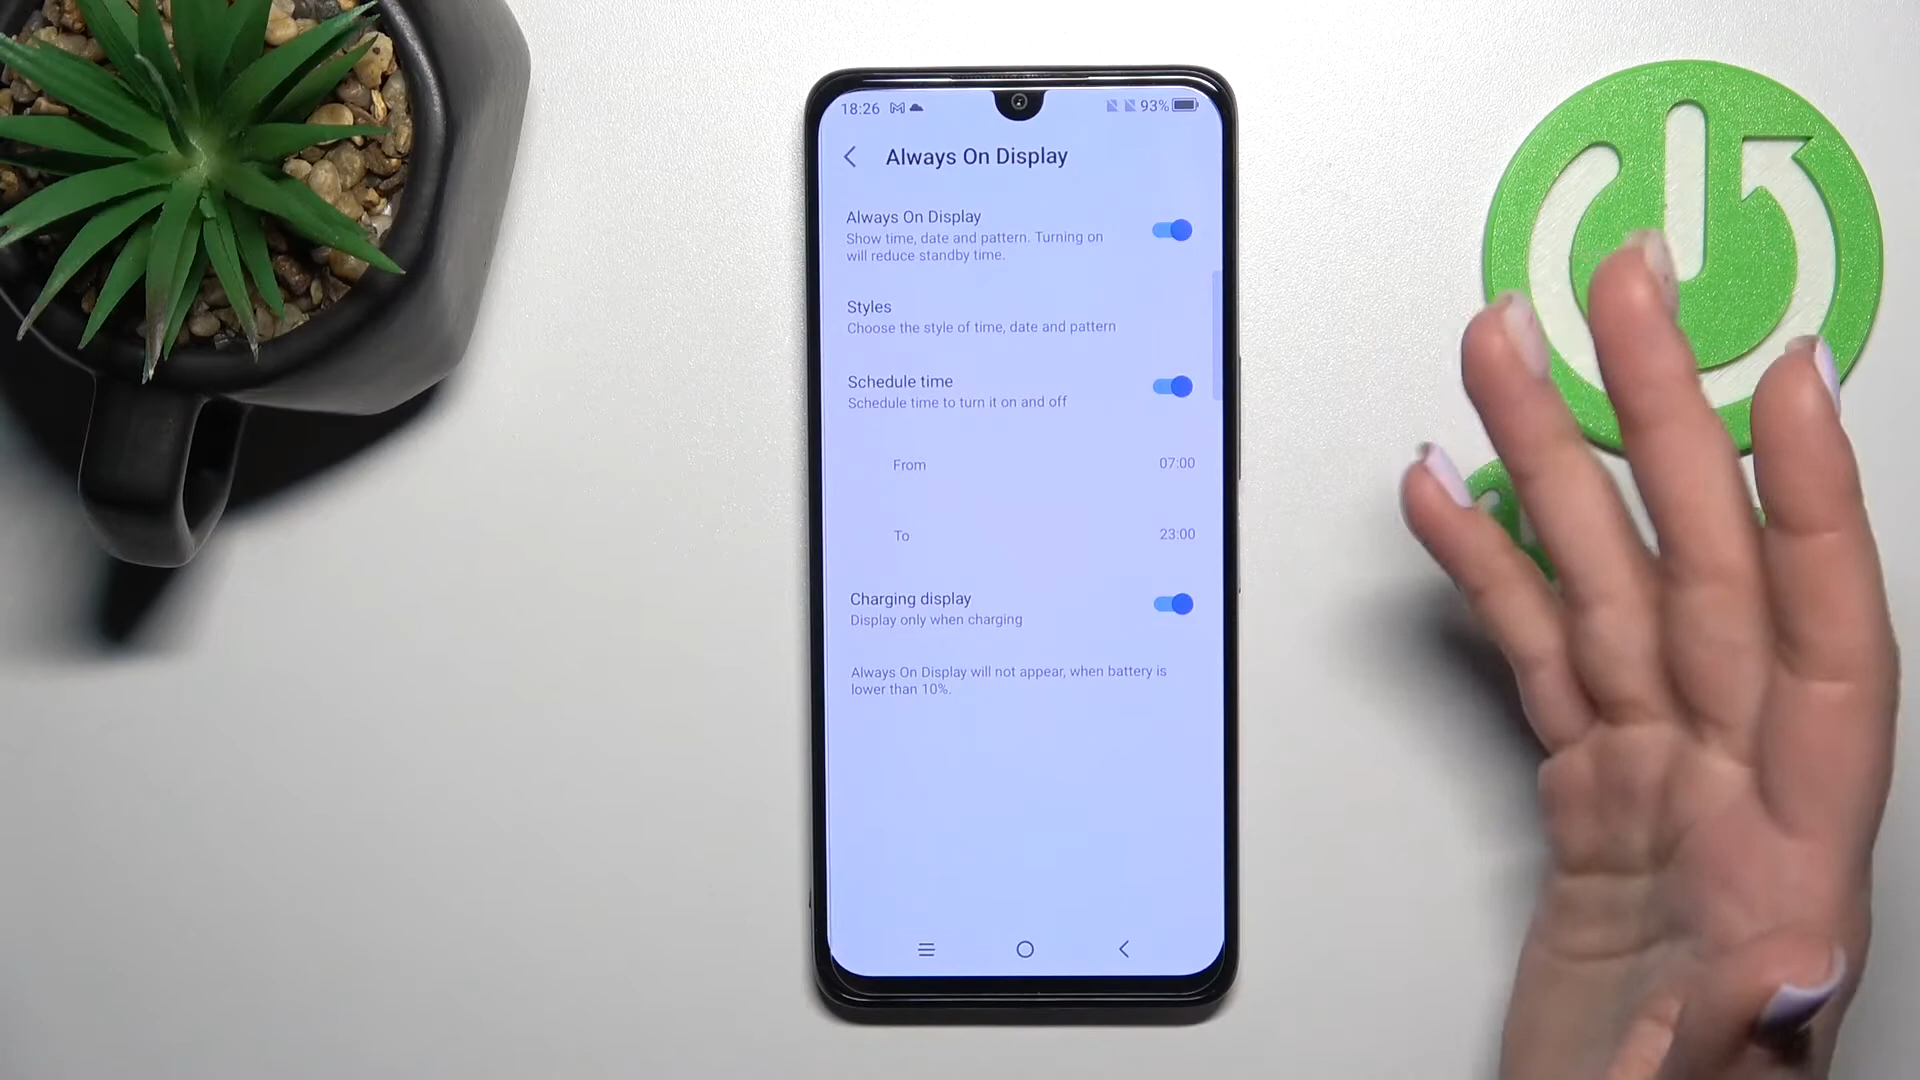 18:26 93%
Always On Display
Always On Display
Show time, date and pattern. Turning on
will reduce standby time.
Styles
Choose the style of time, date and pattern
Schedule time
Schedule time to turn it on and off
From 07:00
To 23:00
Charging display
Display only when charging
Always On Display will not appear, when battery is
lower than 10%.